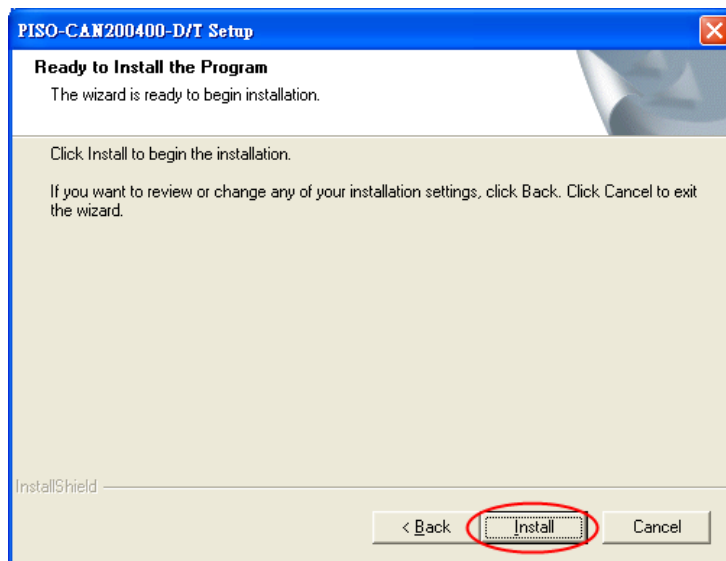 PISO-CAN200400-D/T Setup
Ready to Install the Program
The wizard is ready to begin installation.
Click Install to begin the installation.
If you want to review or change any of your installation settings, click Back. Click Cancel to exit
the wizard.
InstallShield
< Back Install Cancel